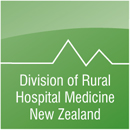 Division of Rural
Hospital Medicine
New Zealand